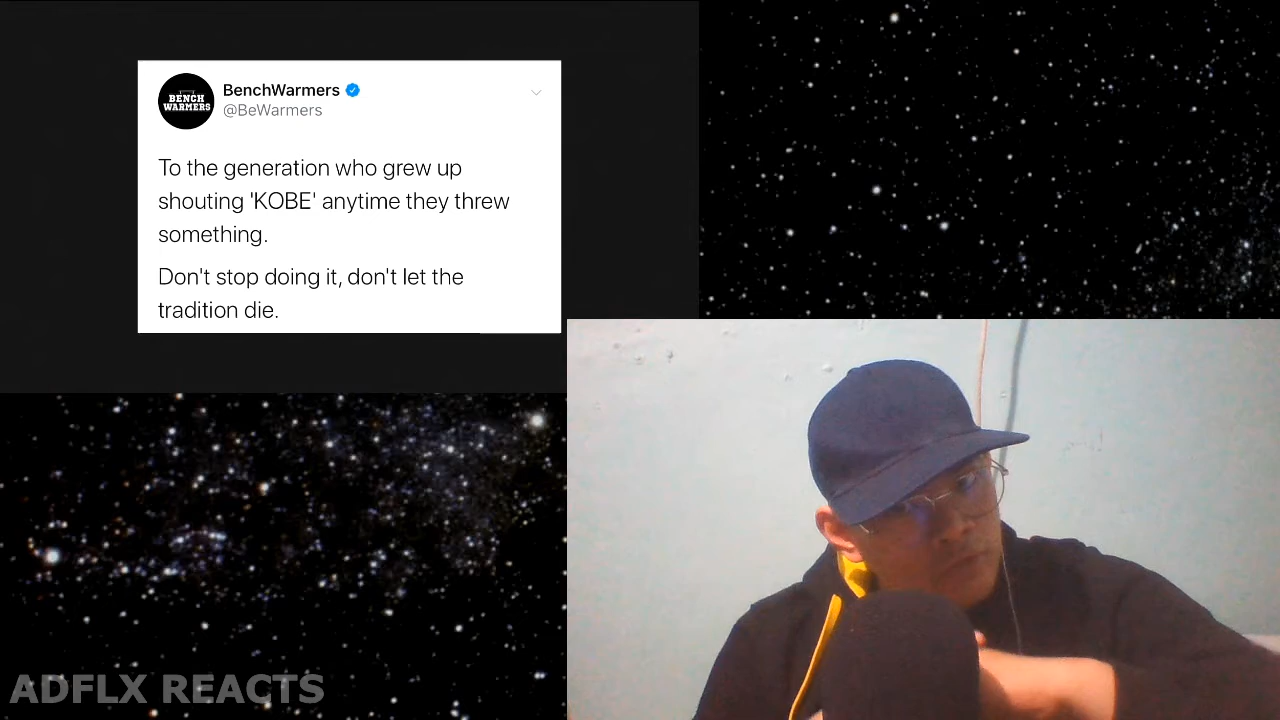 BENCH
WARMERS
BenchWarmers
@BeWarmers
To the generation who grew up
shouting 'KOBE' anytime they threw
something.
Don't stop doing it, don't let the
tradition die.
ADFLX REACTS